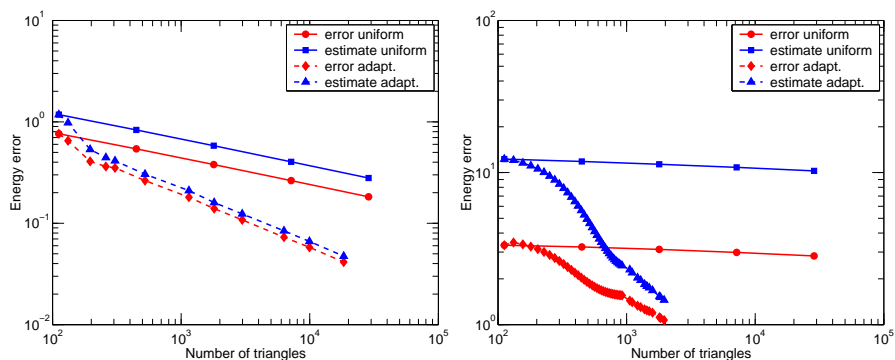 10^1
10^0
10^-1
10^-2
Energy error
10^2 10^3 10^4 10^5
Number of triangles
error uniform
estimate uniform
error adapt.
estimate adapt.
10^2
10^1
10^0
Energy error
10^2 10^3 10^4 10^5
Number of triangles
error uniform
estimate uniform
error adapt.
estimate adapt.